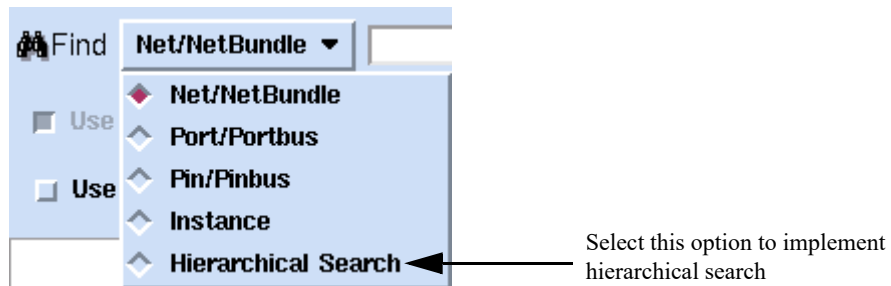 Find Net/NetBundle
Net/NetBundle
Use
Port/Portbus
Pin/Pinbus
Use
Instance
Hierarchical Search
Select this option to implement
hierarchical search